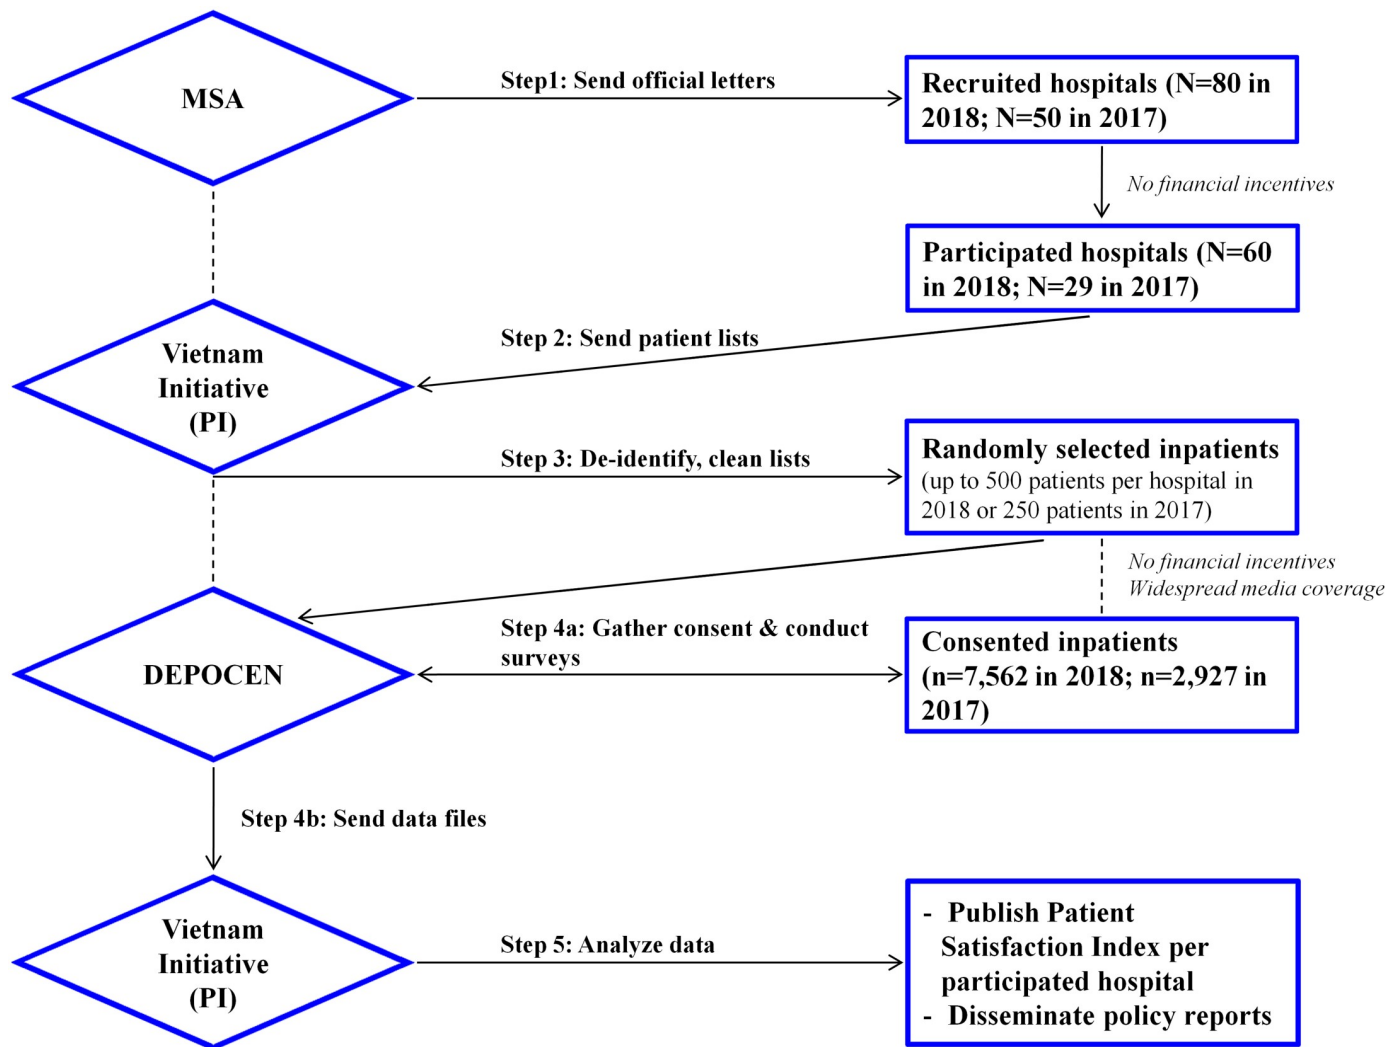 MSA
Step1: Send official letters
Recruited hospitals (N=80 in
2018; N=50 in 2017)
No financial incentives
Participated hospitals (N=60
in 2018; N=29 in 2017)
Step 2: Send patient lists
Vietnam
Initiative
(PI)
Step 3: De-identify, clean lists
Randomly selected inpatients
(up to 500 patients per hospital in
2018 or 250 patients in 2017)
No financial incentives
Widespread media coverage
DEPOCEN
Step 4a: Gather consent & conduct
surveys
Consented inpatients
(n=7,562 in 2018; n=2,927 in
2017)
Step 4b: Send data files
Vietnam
Initiative
(PI)
Step 5: Analyze data
- Publish Patient
Satisfaction Index per
participated hospital
- Disseminate policy reports